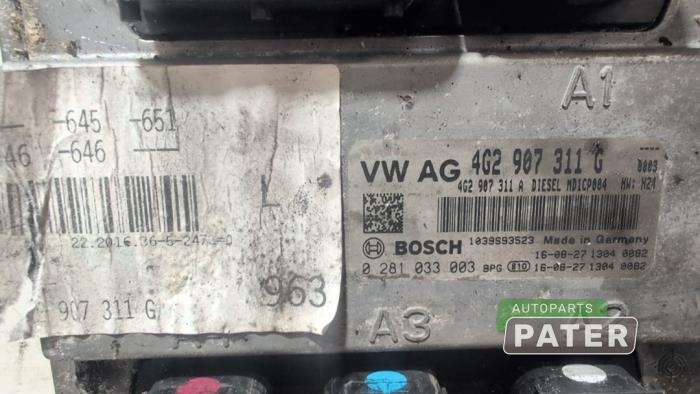 A1
-645 -651
46 -646
22.2016.36-6-247
907 311 G
963
VW AG 4G2 907 311 G 0003
4G2 907 311 A DIESEL MD1CP004 HW: H24
BOSCH 1039S93523 Made in Germany
16-08-27 1304 0082
0 281 033 003 BPG 16-08-27 1304 0082
A3
AUTOPARTS
PATER